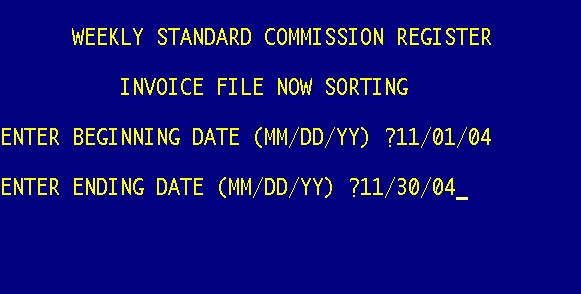 WEEKLY STANDARD COMMISSION REGISTER
INVOICE FILE NOW SORTING
ENTER BEGINNING DATE (MM/DD/YY) ?11/01/04
ENTER ENDING DATE (MM/DD/YY) ?11/30/04_